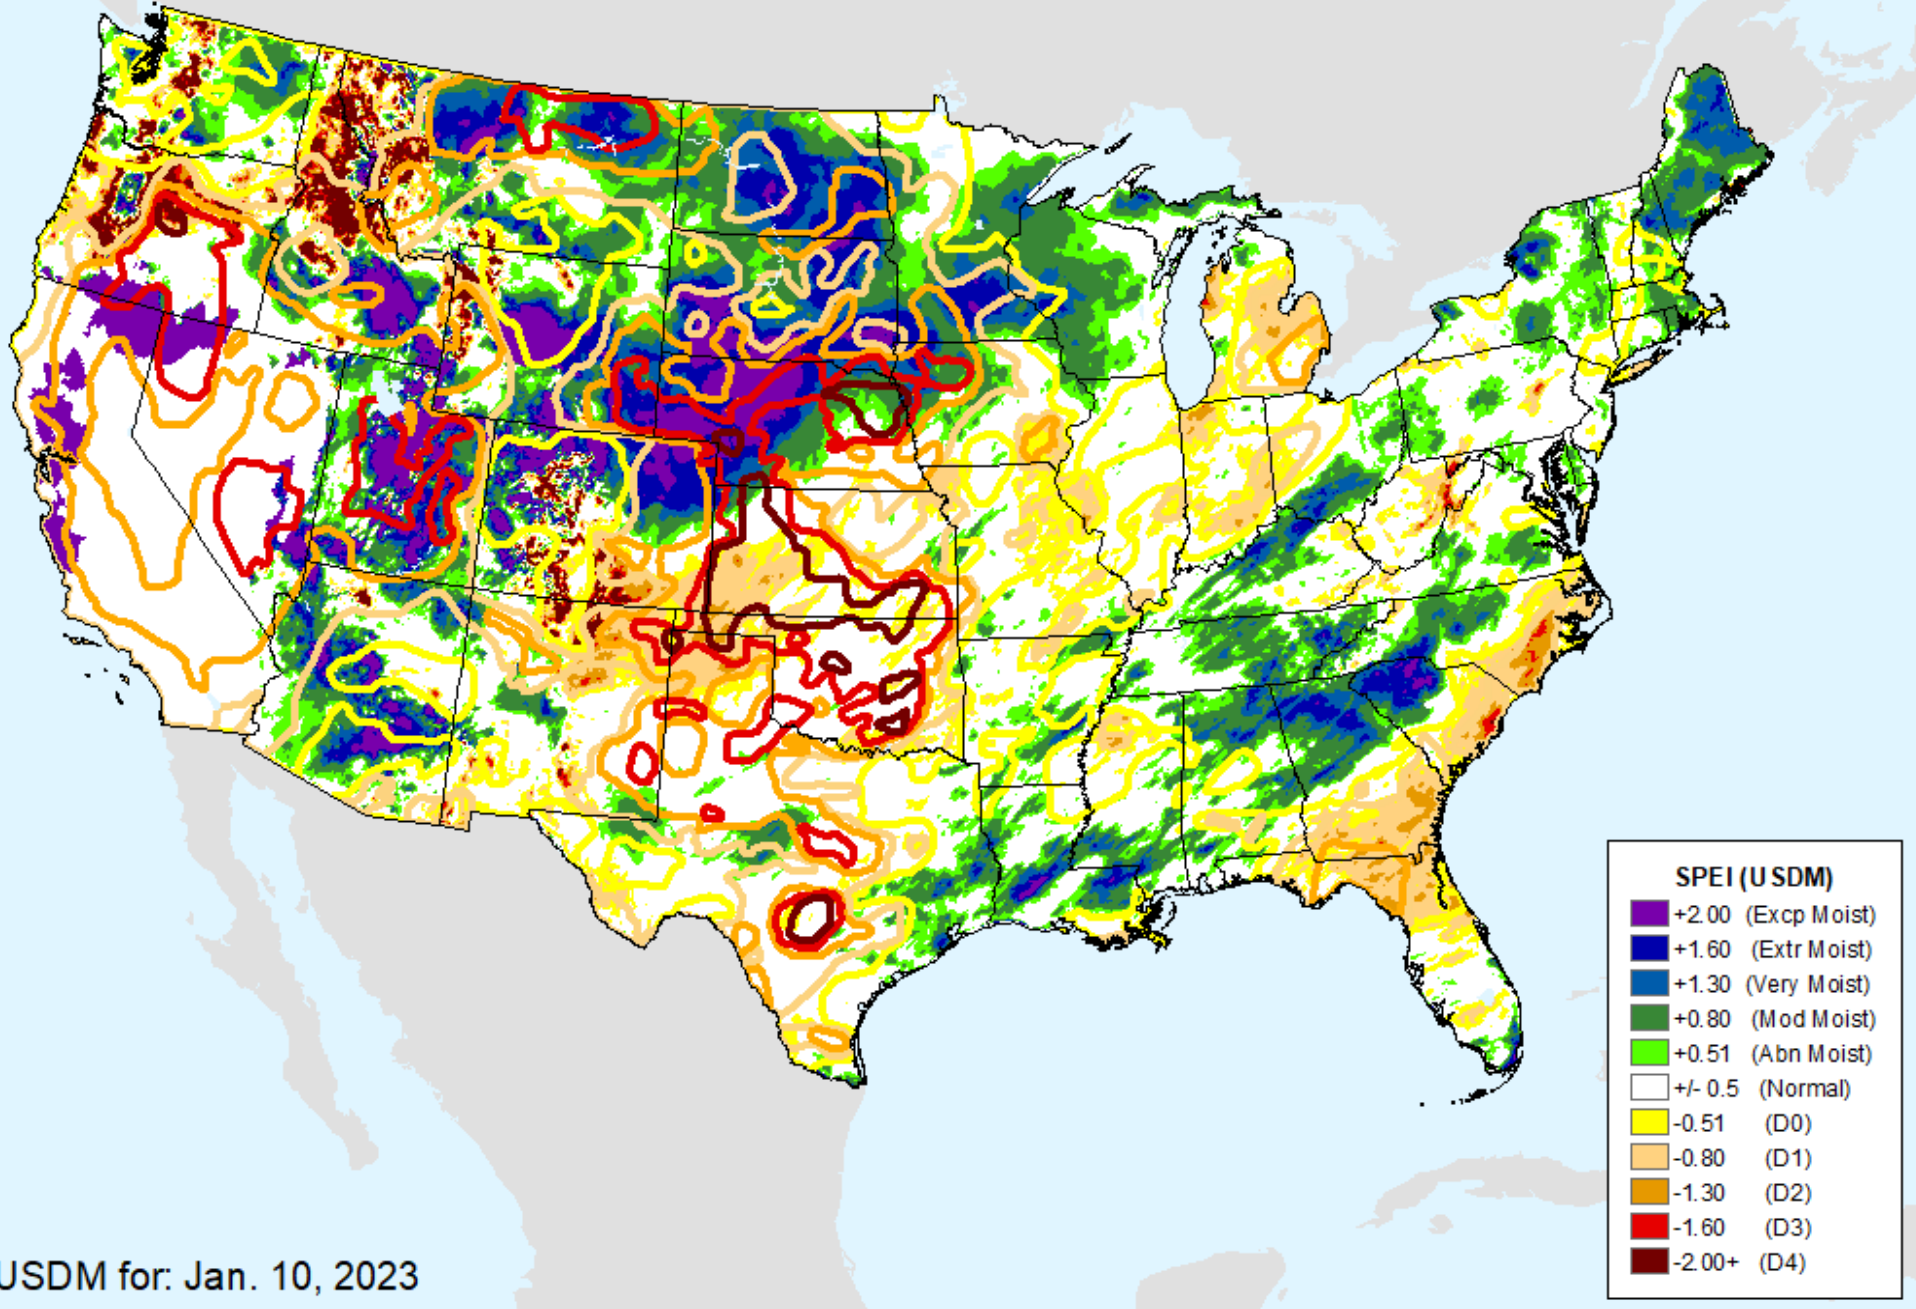 SPEI (USDM)
+2.00 (Excp Moist)
+1.60 (Extr Moist)
+1.30 (Very Moist)
+0.80 (Mod Moist)
+0.51 (Abn Moist)
+/- 0.5 (Normal)
-0.51 (D0)
-0.80 (D1)
-1.30 (D2)
-1.60 (D3)
-2.00+ (D4)
USDM for: Jan. 10, 2023